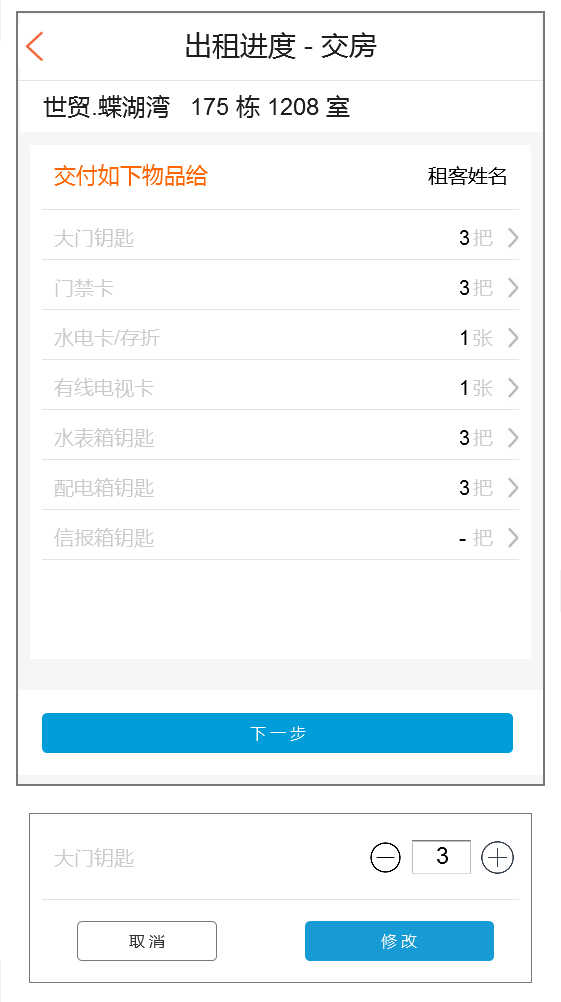 出租进度 - 交房
世贸.蝶湖湾 175 栋 1208 室
交付如下物品给 租客姓名
大门钥匙 3 把
门禁卡 3 把
水电卡/存折 1 张
有线电视卡 1 张
水表箱钥匙 3 把
配电箱钥匙 3 把
信报箱钥匙 - 把
下一步
大门钥匙 3
取消 修改